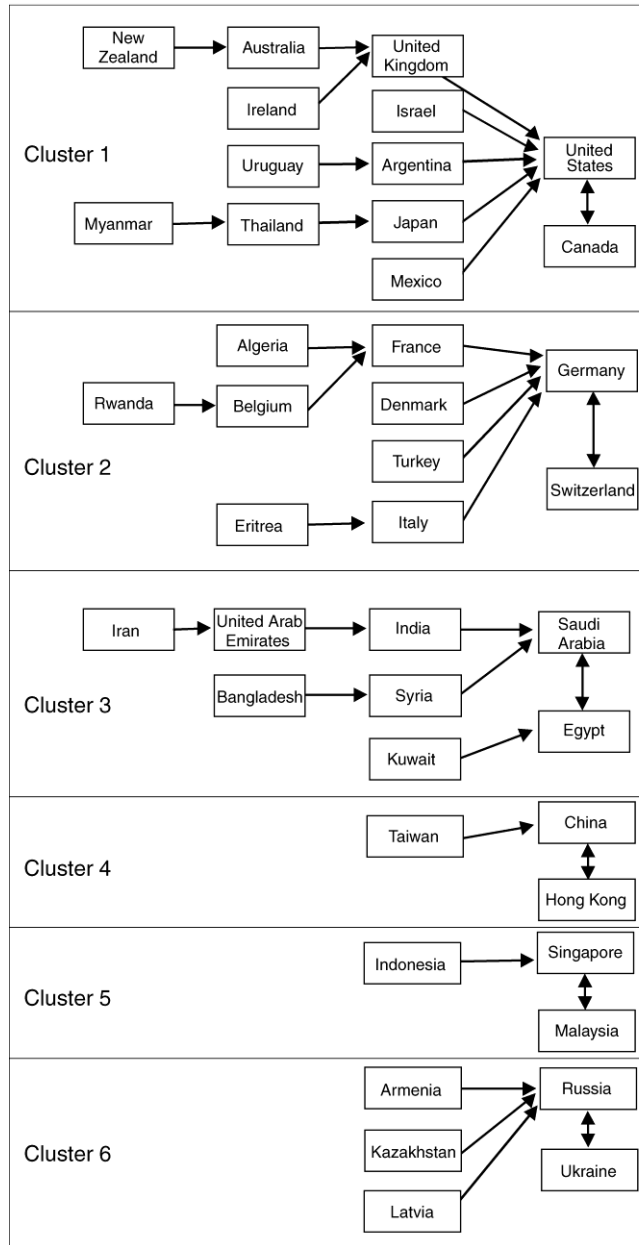 New
Zealand
Australia
United
Kingdom
Ireland
Israel
Cluster 1
Uruguay
Argentina
United
States
Myanmar
Thailand
Japan
Canada
Mexico
Algeria
France
Germany
Rwanda
Belgium
Denmark
Cluster 2
Turkey
Switzerland
Eritrea
Italy
Iran
United Arab
Emirates
India
Saudi
Arabia
Cluster 3
Bangladesh
Syria
Egypt
Kuwait
Taiwan
China
Cluster 4
Hong Kong
Indonesia
Singapore
Cluster 5
Malaysia
Armenia
Russia
Cluster 6
Kazakhstan
Ukraine
Latvia